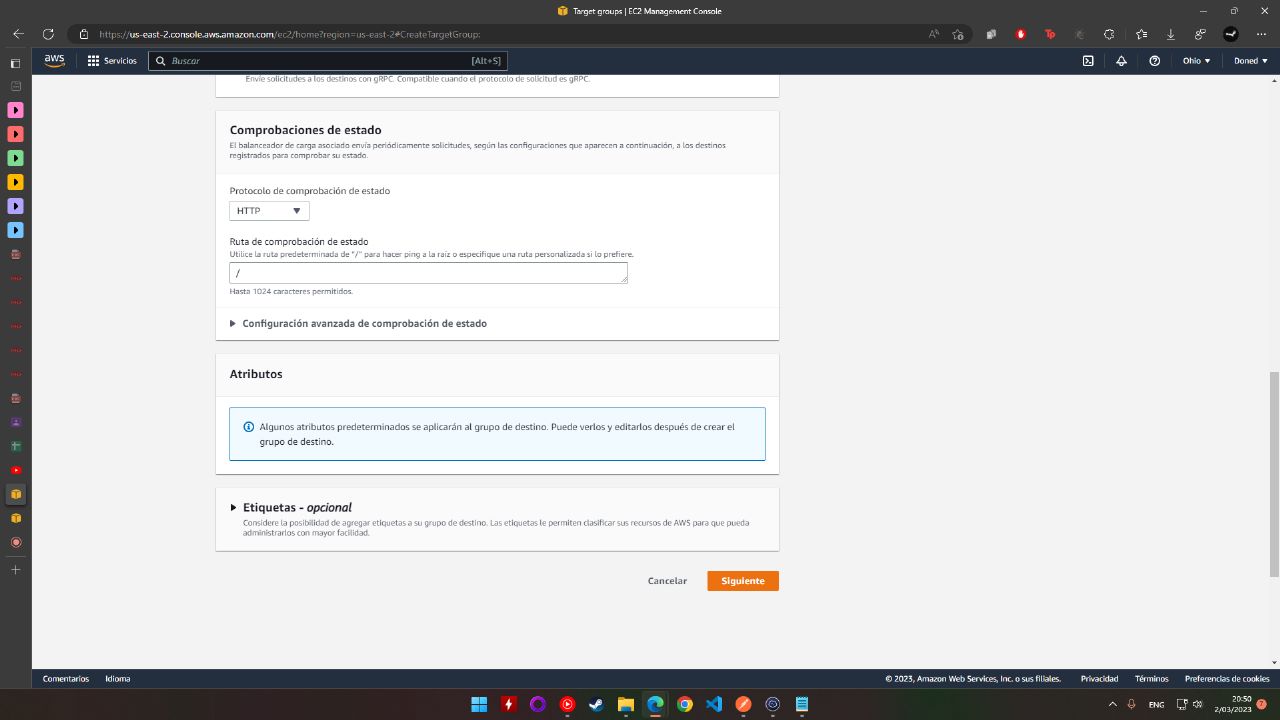 Target groups | EC2 Management Console
https://us-east-2.console.aws.amazon.com/ec2/home?region=us-east-2#CreateTargetGroup:
aws
Servicios
Buscar
[Alt+S]
Ohio
Doned
Envíe solicitudes a los destinos con gRPC. Compatible cuando el protocolo de solicitud es gRPC.
Comprobaciones de estado
El balanceador de carga asociado envía periódicamente solicitudes, según las configuraciones que aparecen a continuación, a los destinos
registrados para comprobar su estado.
Protocolo de comprobación de estado
HTTP
Ruta de comprobación de estado
Utilice la ruta predeterminada de "/" para hacer ping a la raíz o especifique una ruta personalizada si lo prefiere.
/
Hasta 1024 caracteres permitidos.
Configuración avanzada de comprobación de estado
Atributos
Algunos atributos predeterminados se aplicarán al grupo de destino. Puede verlos y editarlos después de crear el
grupo de destino.
Etiquetas - opcional
Considere la posibilidad de agregar etiquetas a su grupo de destino. Las etiquetas le permiten clasificar sus recursos de AWS para que pueda
administrarlos con mayor facilidad.
Cancelar
Siguiente
Comentarios
Idioma
© 2023, Amazon Web Services, Inc. o sus filiales.
Privacidad
Términos
Preferencias de cookies
ENG
20:50
2/03/2023
7